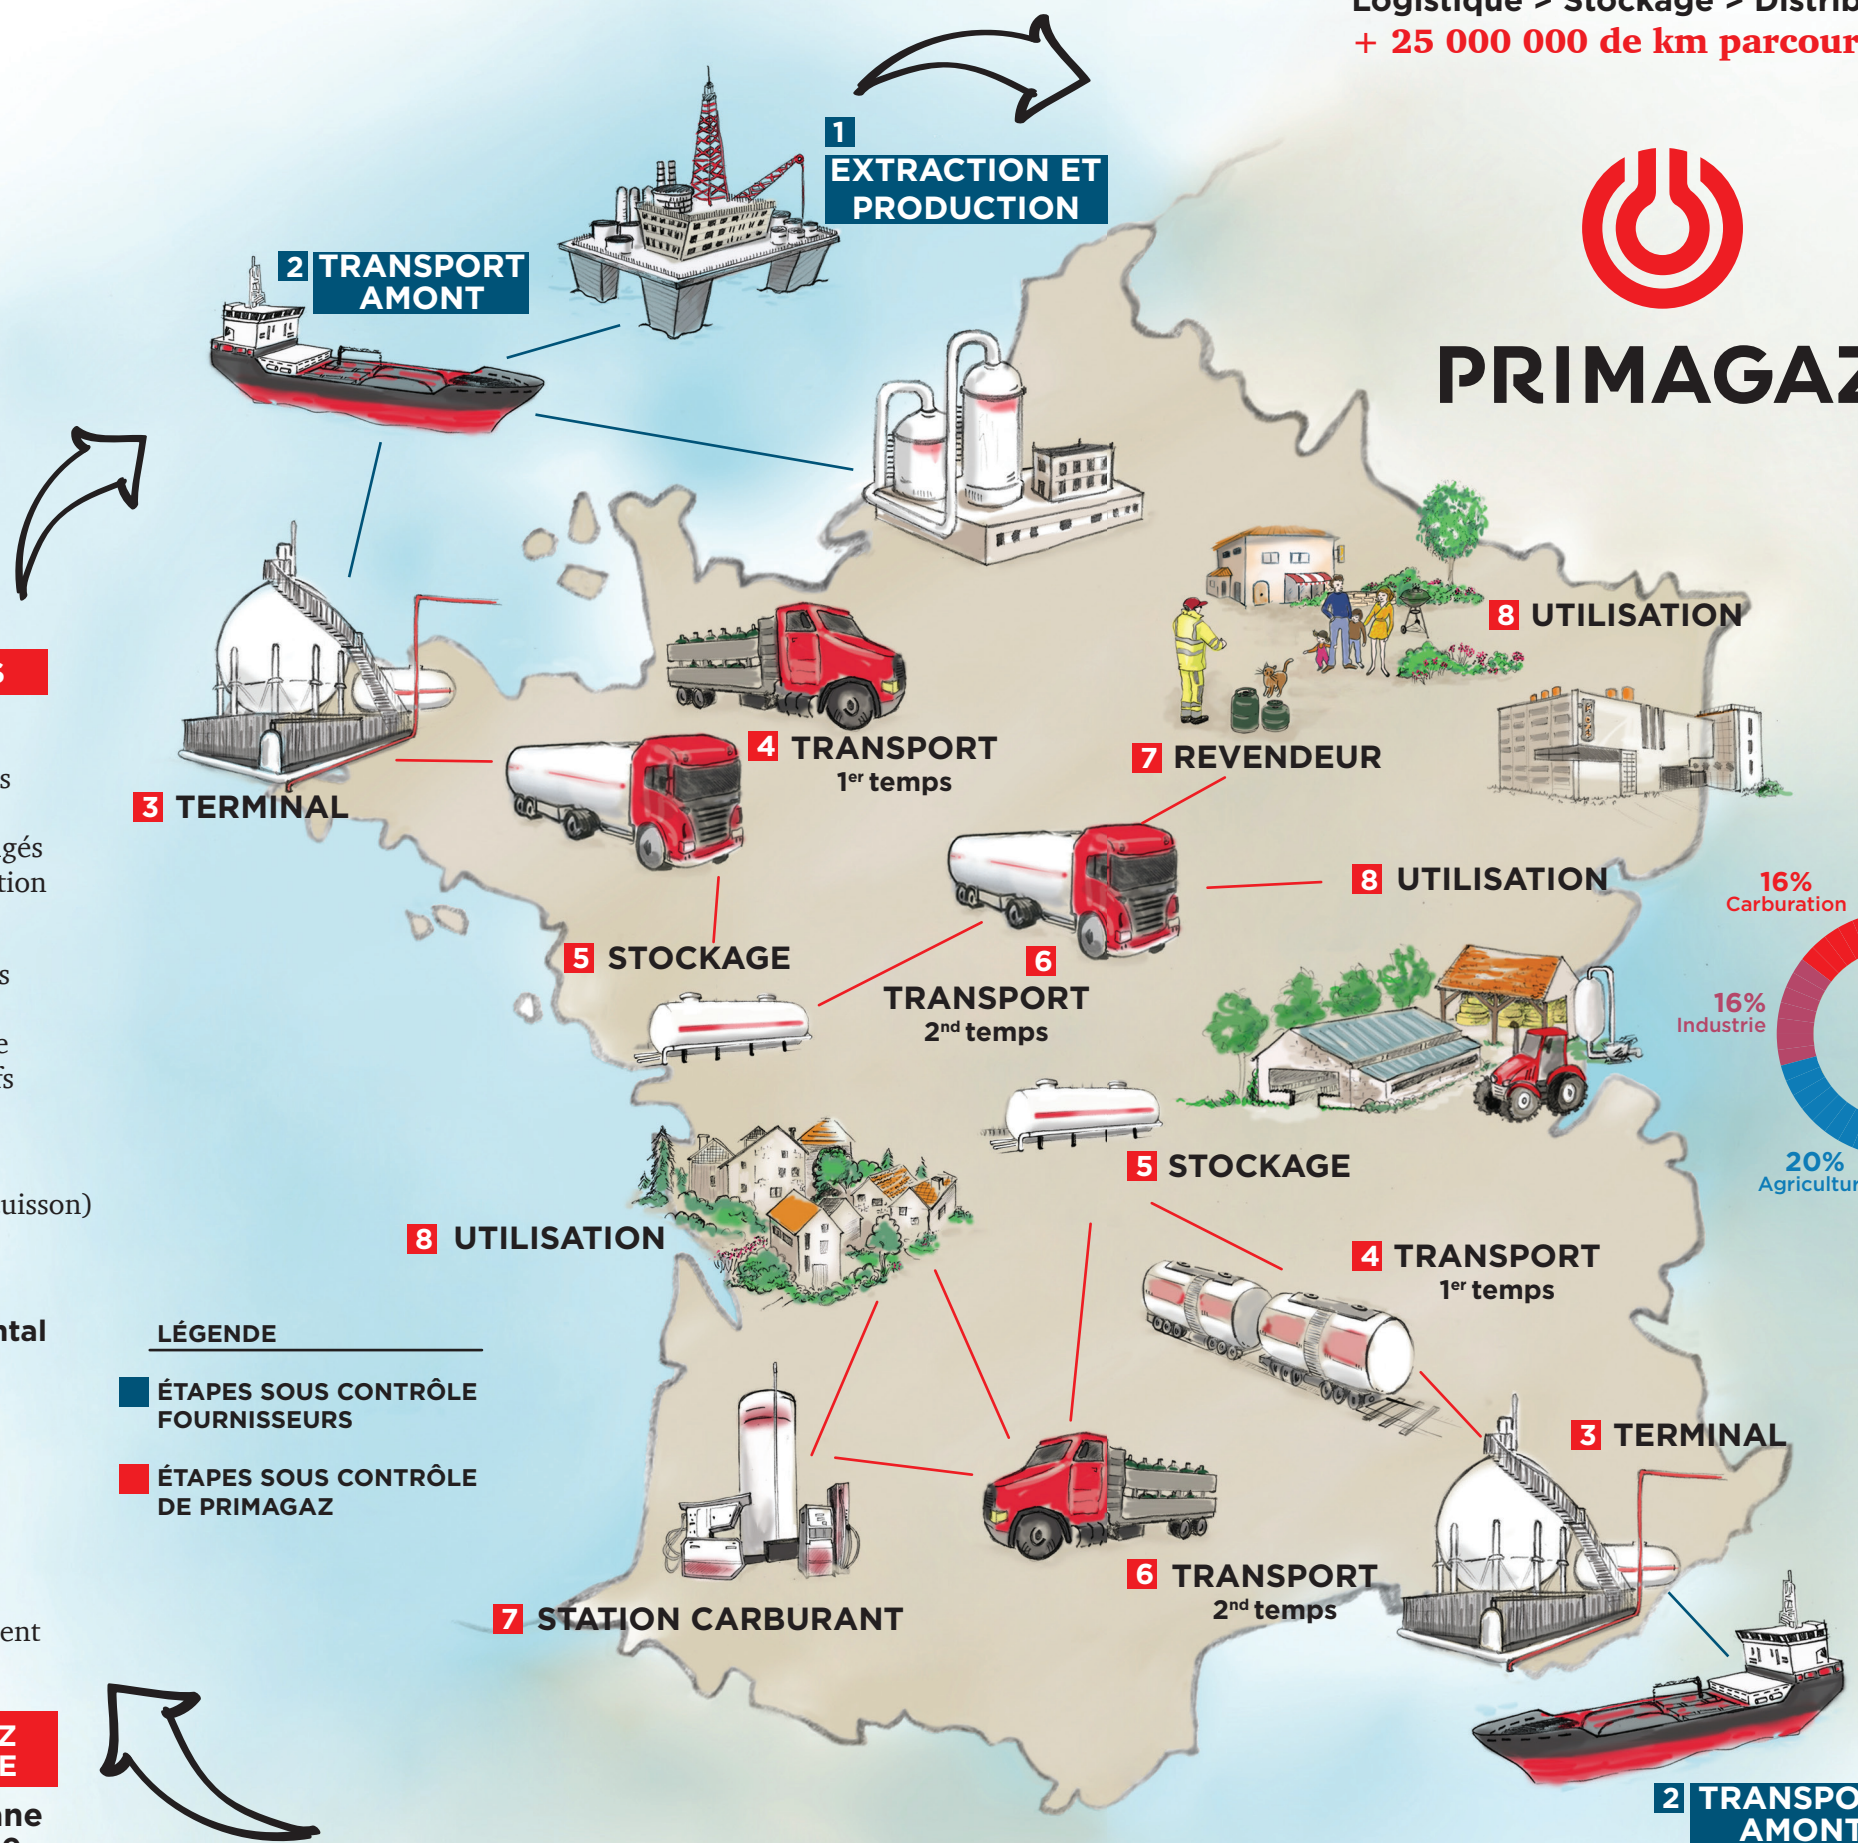 Logistique > Stockage >
+ 25 000 000 de km
1
EXTRACTION ET
PRODUCTION
2 TRANSPORT
AMONT
PRIMAGAZ
8 UTILISATION
4 TRANSPORT
1er temps
7 REVENDEUR
3 TERMINAL
8 UTILISATION
16%
Carburation
5 STOCKAGE
6
TRANSPORT
2nd temps
16%
Industrie
5 STOCKAGE
20%
8 UTILISATION
4 TRANSPORT
1er temps
LÉGENDE
ÉTAPES SOUS CONTRÔLE
FOURNISSEURS
ÉTAPES SOUS CONTRÔLE
DE PRIMAGAZ
3 TERMINAL
6 TRANSPORT
2nd temps
7 STATION CARBURANT
2
AMONT